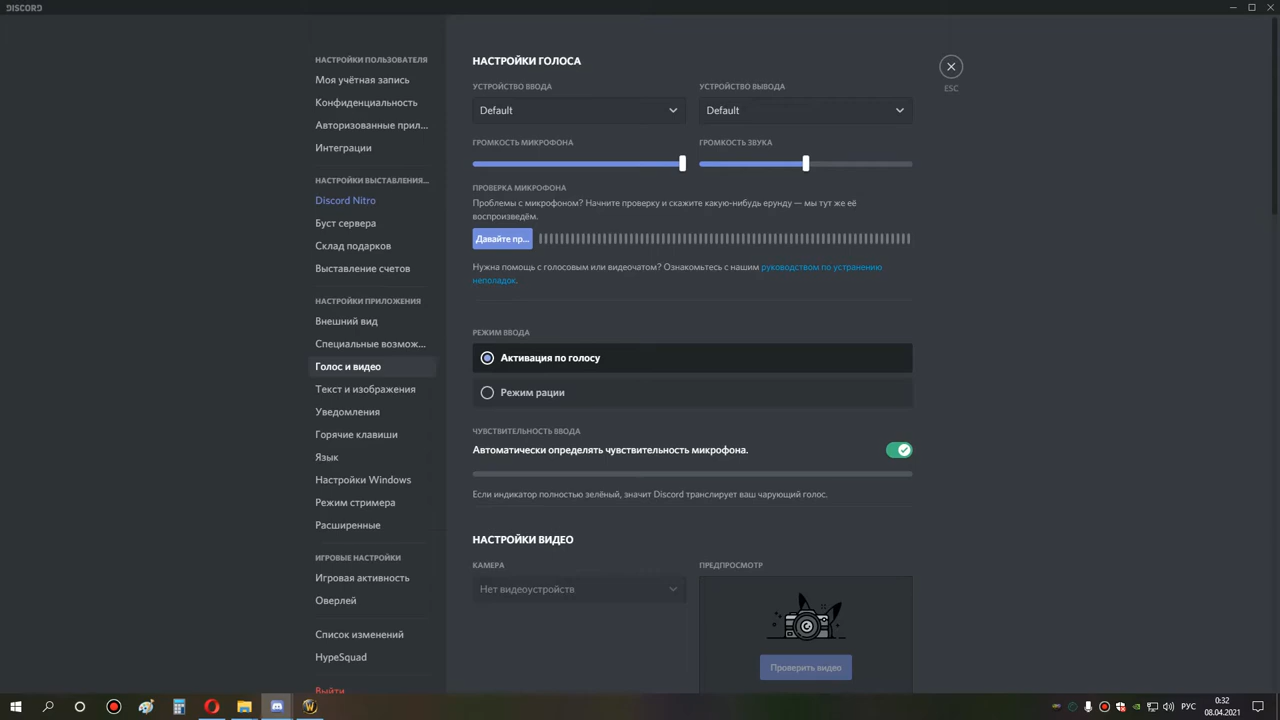 DISCORD
НАСТРОЙКИ ПОЛЬЗОВАТЕЛЯ
Моя учётная запись
Конфиденциальность
Авторизованные прил...
Интеграции
НАСТРОЙКИ ВЫСТАВЛЕНИЯ...
Discord Nitro
Буст сервера
Склад подарков
Выставление счетов
НАСТРОЙКИ ПРИЛОЖЕНИЯ
Внешний вид
Специальные возмож...
Голос и видео
Текст и изображения
Уведомления
Горячие клавиши
Язык
Настройки Windows
Режим стримера
Расширенные
ИГРОВЫЕ НАСТРОЙКИ
Игровая активность
Оверлей
Список изменений
HypeSquad
Выйти
НАСТРОЙКИ ГОЛОСА
ESC
УСТРОЙСТВО ВВОДА
УСТРОЙСТВО ВЫВОДА
Default
Default
ГРОМКОСТЬ МИКРОФОНА
ГРОМКОСТЬ ЗВУКА
ПРОВЕРКА МИКРОФОНА
Проблемы с микрофоном? Начните проверку и скажите какую-нибудь ерунду — мы тут же её
воспроизведём.
Давайте пр...
Нужна помощь с голосовым или видеочатом? Ознакомьтесь с нашим руководством по устранению
неполадок.
РЕЖИМ ВВОДА
Активация по голосу
Режим рации
ЧУВСТВИТЕЛЬНОСТЬ ВВОДА
Автоматически определять чувствительность микрофона.
Если индикатор полностью зелёный, значит Discord транслирует ваш чарующий голос.
НАСТРОЙКИ ВИДЕО
КАМЕРА
ПРЕДПРОСМОТР
Нет видеоустройств
Проверить видео
РУС
0:32
08.04.2021